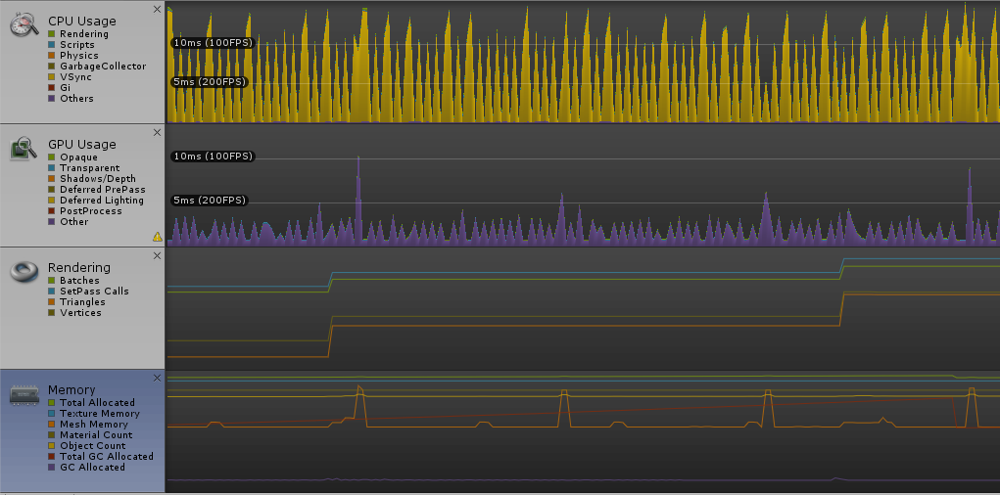 CPU Usage
Rendering
Scripts
Physics
GarbageCollector
VSync
Gi
Others
10ms (100FPS)
5ms (200FPS)
GPU Usage
Opaque
Transparent
Shadows/Depth
Deferred PrePass
Deferred Lighting
PostProcess
Other
10ms (100FPS)
5ms (200FPS)
Rendering
Batches
SetPass Calls
Triangles
Vertices
Memory
Total Allocated
Texture Memory
Mesh Memory
Material Count
Object Count
Total GC Allocated
GC Allocated